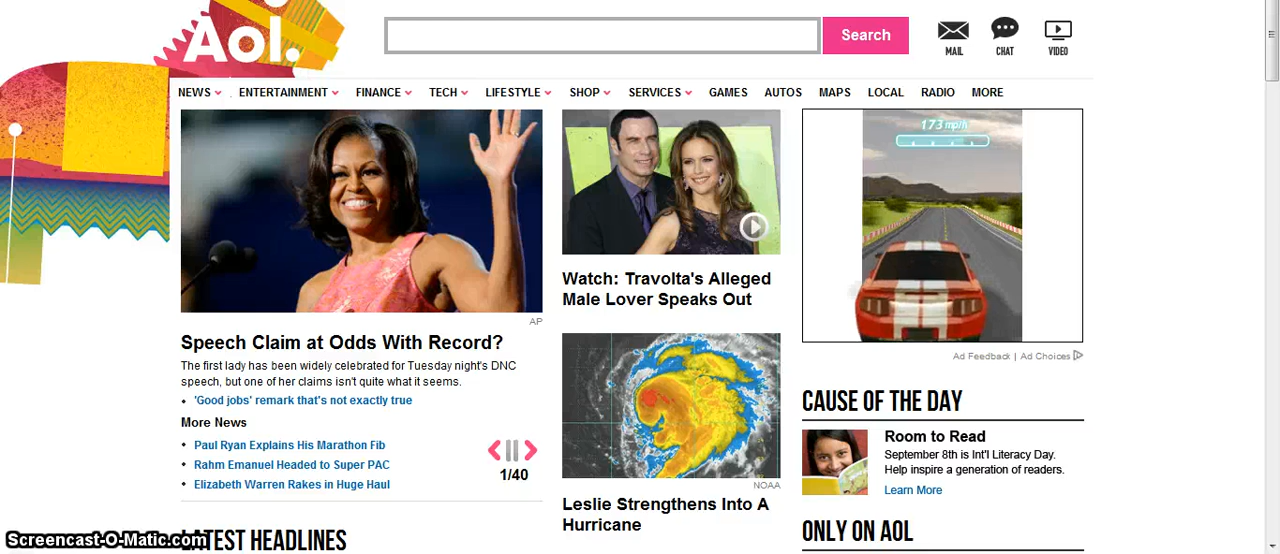 Aol.
Search
MAIL
CHAT
VIDEO
NEWS
ENTERTAINMENT
FINANCE
TECH
LIFESTYLE
SHOP
SERVICES
GAMES
AUTOS
MAPS
LOCAL
RADIO
MORE
AP
Speech Claim at Odds With Record?
The first lady has been widely celebrated for Tuesday night's DNC
speech, but one of her claims isn't quite what it seems.
'Good jobs' remark that's not exactly true
More News
Paul Ryan Explains His Marathon Fib
Rahm Emanuel Headed to Super PAC
Elizabeth Warren Rakes in Huge Haul
1/40
LATEST HEADLINES
Watch: Travolta's Alleged
Male Lover Speaks Out
NOAA
Leslie Strengthens Into A
Hurricane
173 mph
Ad Feedback | Ad Choices
CAUSE OF THE DAY
Room to Read
September 8th is Int'l Literacy Day.
Help inspire a generation of readers.
Learn More
ONLY ON AOL
Screencast-O-Matic.com